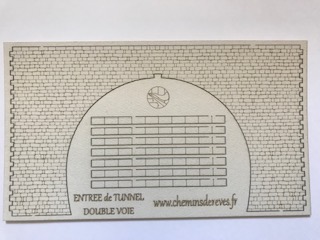 ENTREE de TUNNEL www.cheminsdereves.fr
DOUBLE VOIE